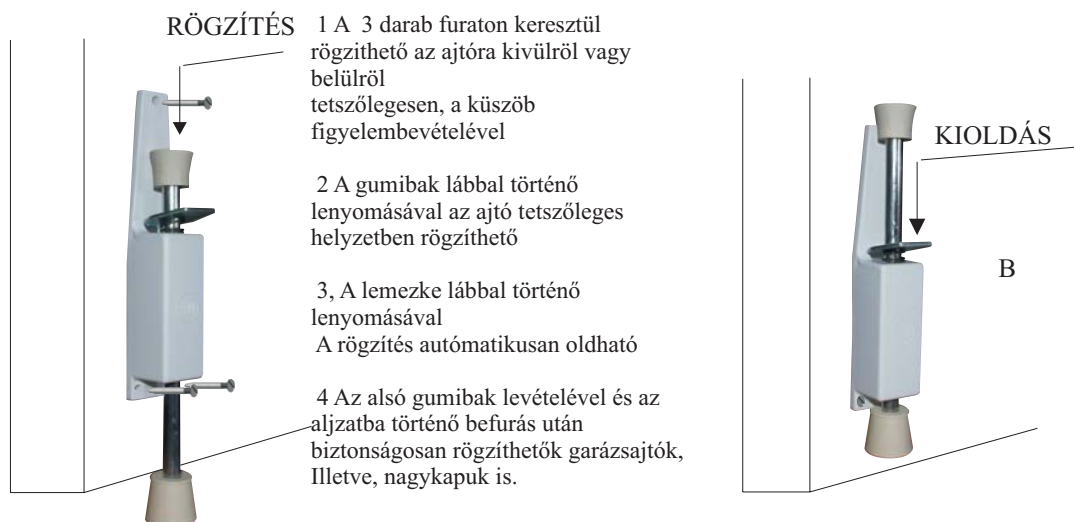 RÖGZÍTÉS
1 A 3 darab furaton keresztül
rögzithető az ajtóra kivülről vagy
belülről
tetszőlegesen, a küszöb
figyelembevételével
2 A gumibak lábbal történő
lenyomásával az ajtó tetszőleges
helyzetben rögzíthető
3, A lemezke lábbal történő
lenyomásával
A rögzítés autómatikusan oldható
4 Az alsó gumibak levételével és az
aljzatba történő befurás után
biztonságosan rögzíthetők garázsajtók,
Illetve, nagykapuk is.
KIOLDÁS
B